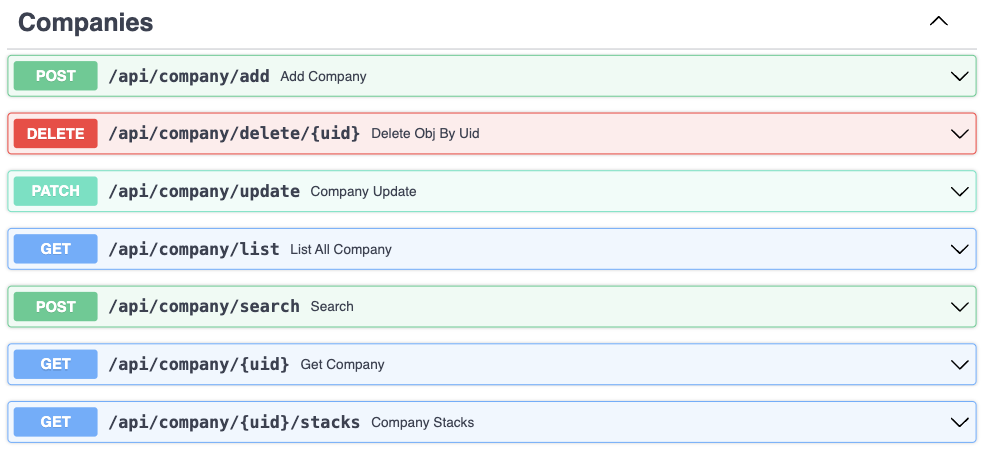 Companies
POST /api/company/add Add Company
DELETE /api/company/delete/{uid} Delete Obj By Uid
PATCH /api/company/update Company Update
GET /api/company/list List All Company
POST /api/company/search Search
GET /api/company/{uid} Get Company
GET /api/company/{uid}/stacks Company Stacks